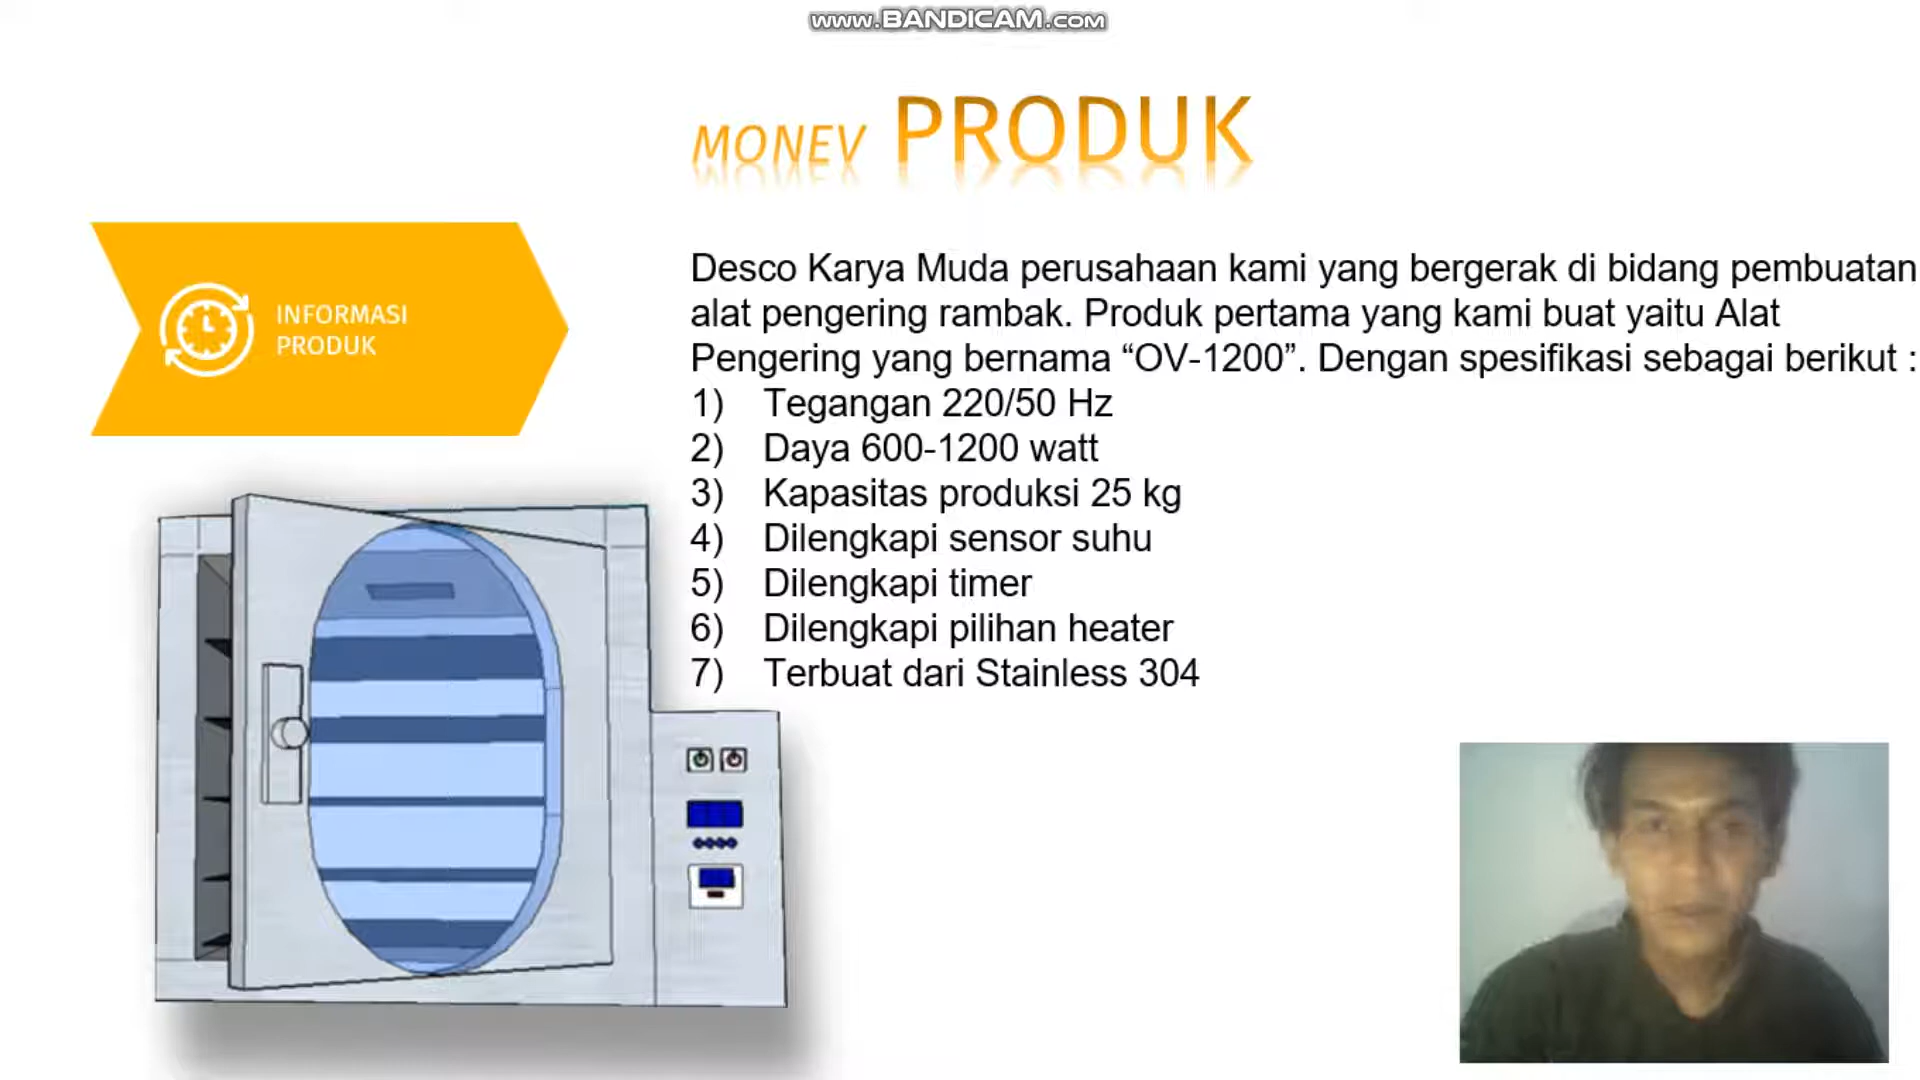 www.BANDICAM.com
MONEV PRODUK
INFORMASI
PRODUK
Desco Karya Muda perusahaan kami yang bergerak di bidang pembuatan
alat pengering rambak. Produk pertama yang kami buat yaitu Alat
Pengering yang bernama “OV-1200”. Dengan spesifikasi sebagai berikut :
1) Tegangan 220/50 Hz
2) Daya 600-1200 watt
3) Kapasitas produksi 25 kg
4) Dilengkapi sensor suhu
5) Dilengkapi timer
6) Dilengkapi pilihan heater
7) Terbuat dari Stainless 304